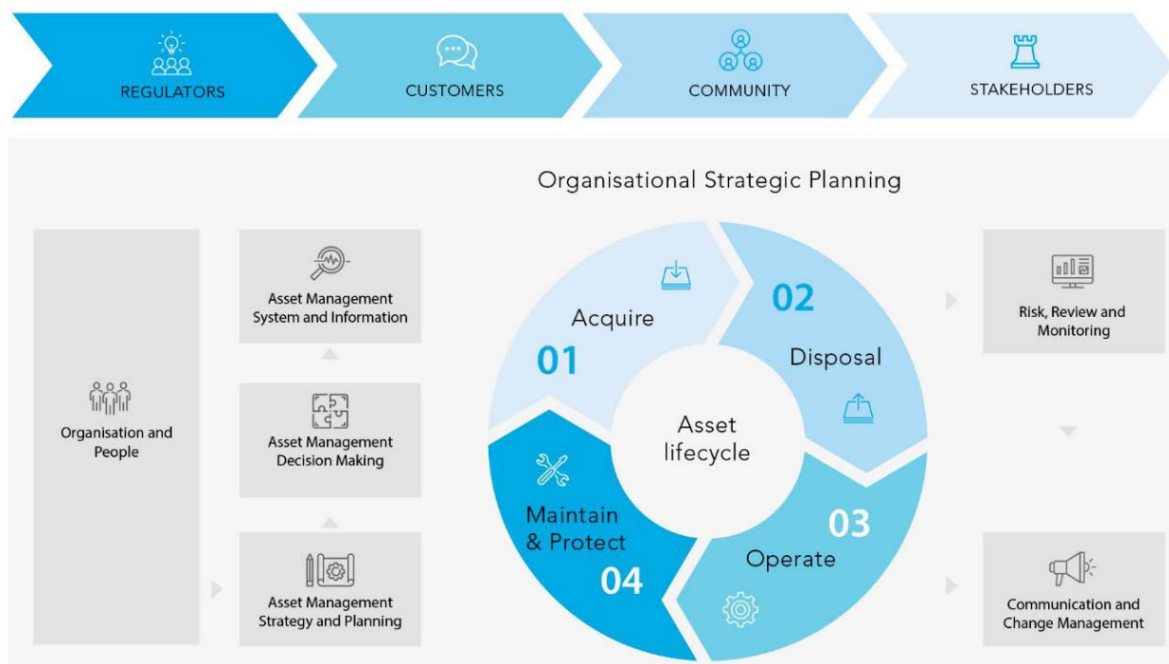 REGULATORS
CUSTOMERS
COMMUNITY
STAKEHOLDERS
Organisational Strategic Planning
Organisation and
People
Asset Management
System and Information
Asset Management
Decision Making
Asset Management
Strategy and Planning
Acquire
01
02
Disposal
03
Operate
Maintain
& Protect
04
Asset
lifecycle
Risk, Review and
Monitoring
Communication and
Change Management